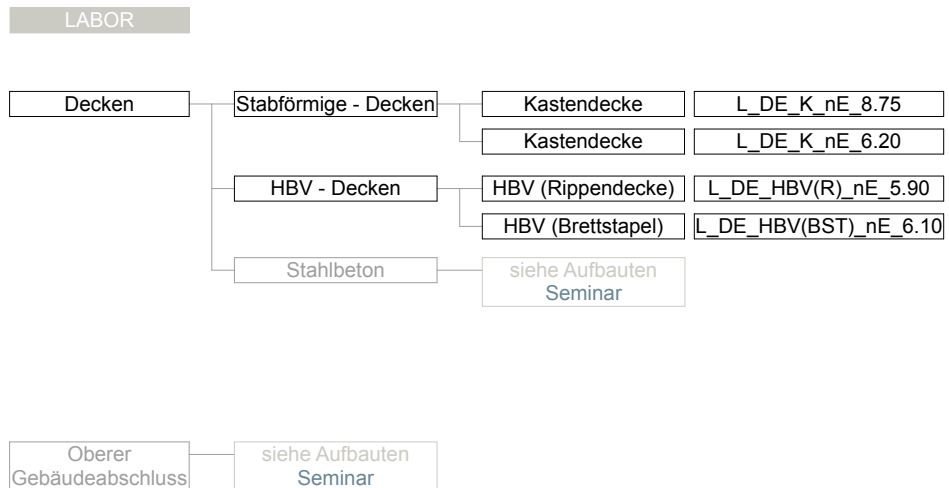 LABOR
Decken
Stabförmige - Decken
Kastendecke
L_DE_K_nE_8.75
Kastendecke
L_DE_K_nE_6.20
HBV - Decken
HBV (Rippendecke)
L_DE_HBV(R)_nE_5.90
HBV (Brettstapel)
L_DE_HBV(BST)_nE_6.10
Stahlbeton
siehe Aufbauten
Seminar
Oberer
Gebäudeabschluss
siehe Aufbauten
Seminar